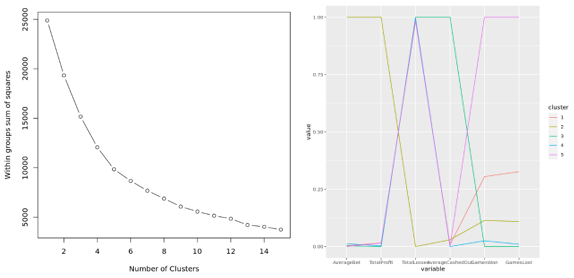 Within groups sum of squares
25000
20000
15000
10000
5000
2
4
6
8
10
12
14
Number of Clusters
value
1.00
0.75
0.50
0.25
0.00
AverageBet
TotalProfit
TotalLosses
AverageCashedOut
GamesWon
GamesLost
variable
cluster
1
2
3
4
5